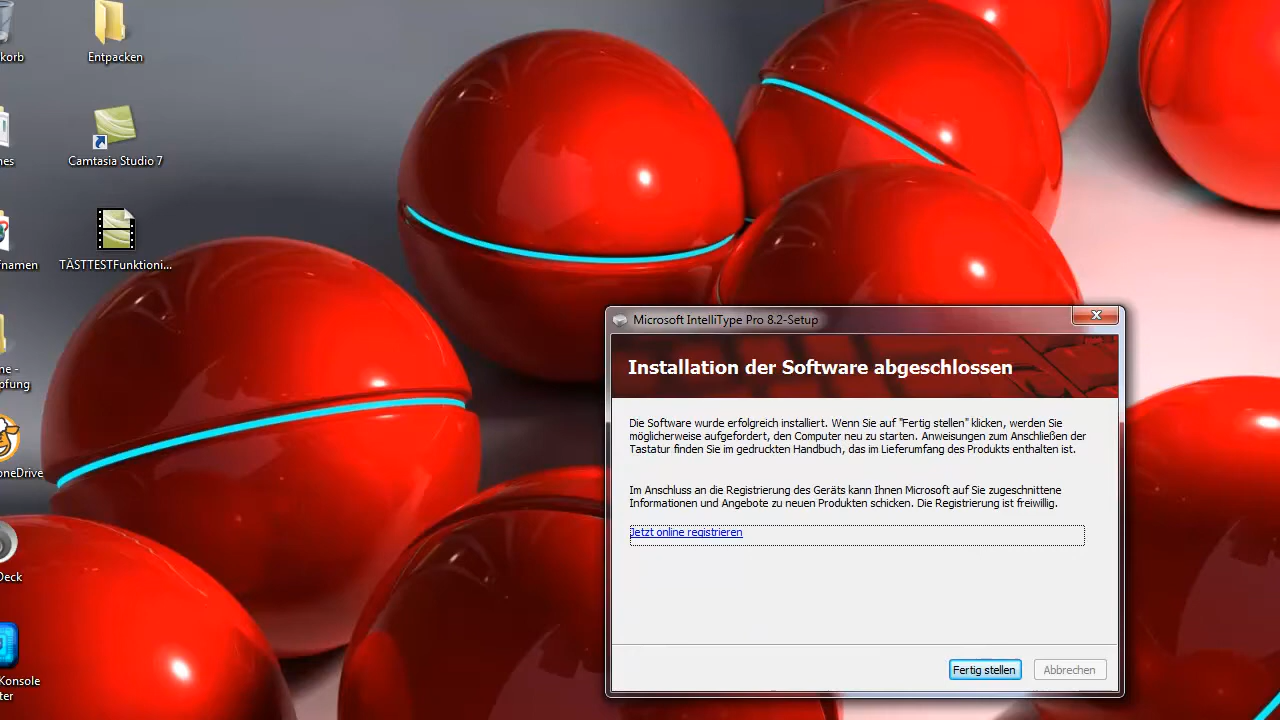 korb
Entpacken
nes
Camtasia Studio 7
fnamen
TÄSTTESTFunktioni...
ne -
pfung
oneDrive
Deck
Konsole
ter
Microsoft IntelliType Pro 8.2-Setup
Installation der Software abgeschlossen
Die Software wurde erfolgreich installiert. Wenn Sie auf "Fertig stellen" klicken, werden Sie
möglicherweise aufgefordert, den Computer neu zu starten. Anweisungen zum Anschließen der
Tastatur finden Sie im gedruckten Handbuch, das im Lieferumfang des Produkts enthalten ist.
Im Anschluss an die Registrierung des Geräts kann Ihnen Microsoft auf Sie zugeschnittene
Informationen und Angebote zu neuen Produkten schicken. Die Registrierung ist freiwillig.
Jetzt online registrieren
Fertig stellen
Abbrechen